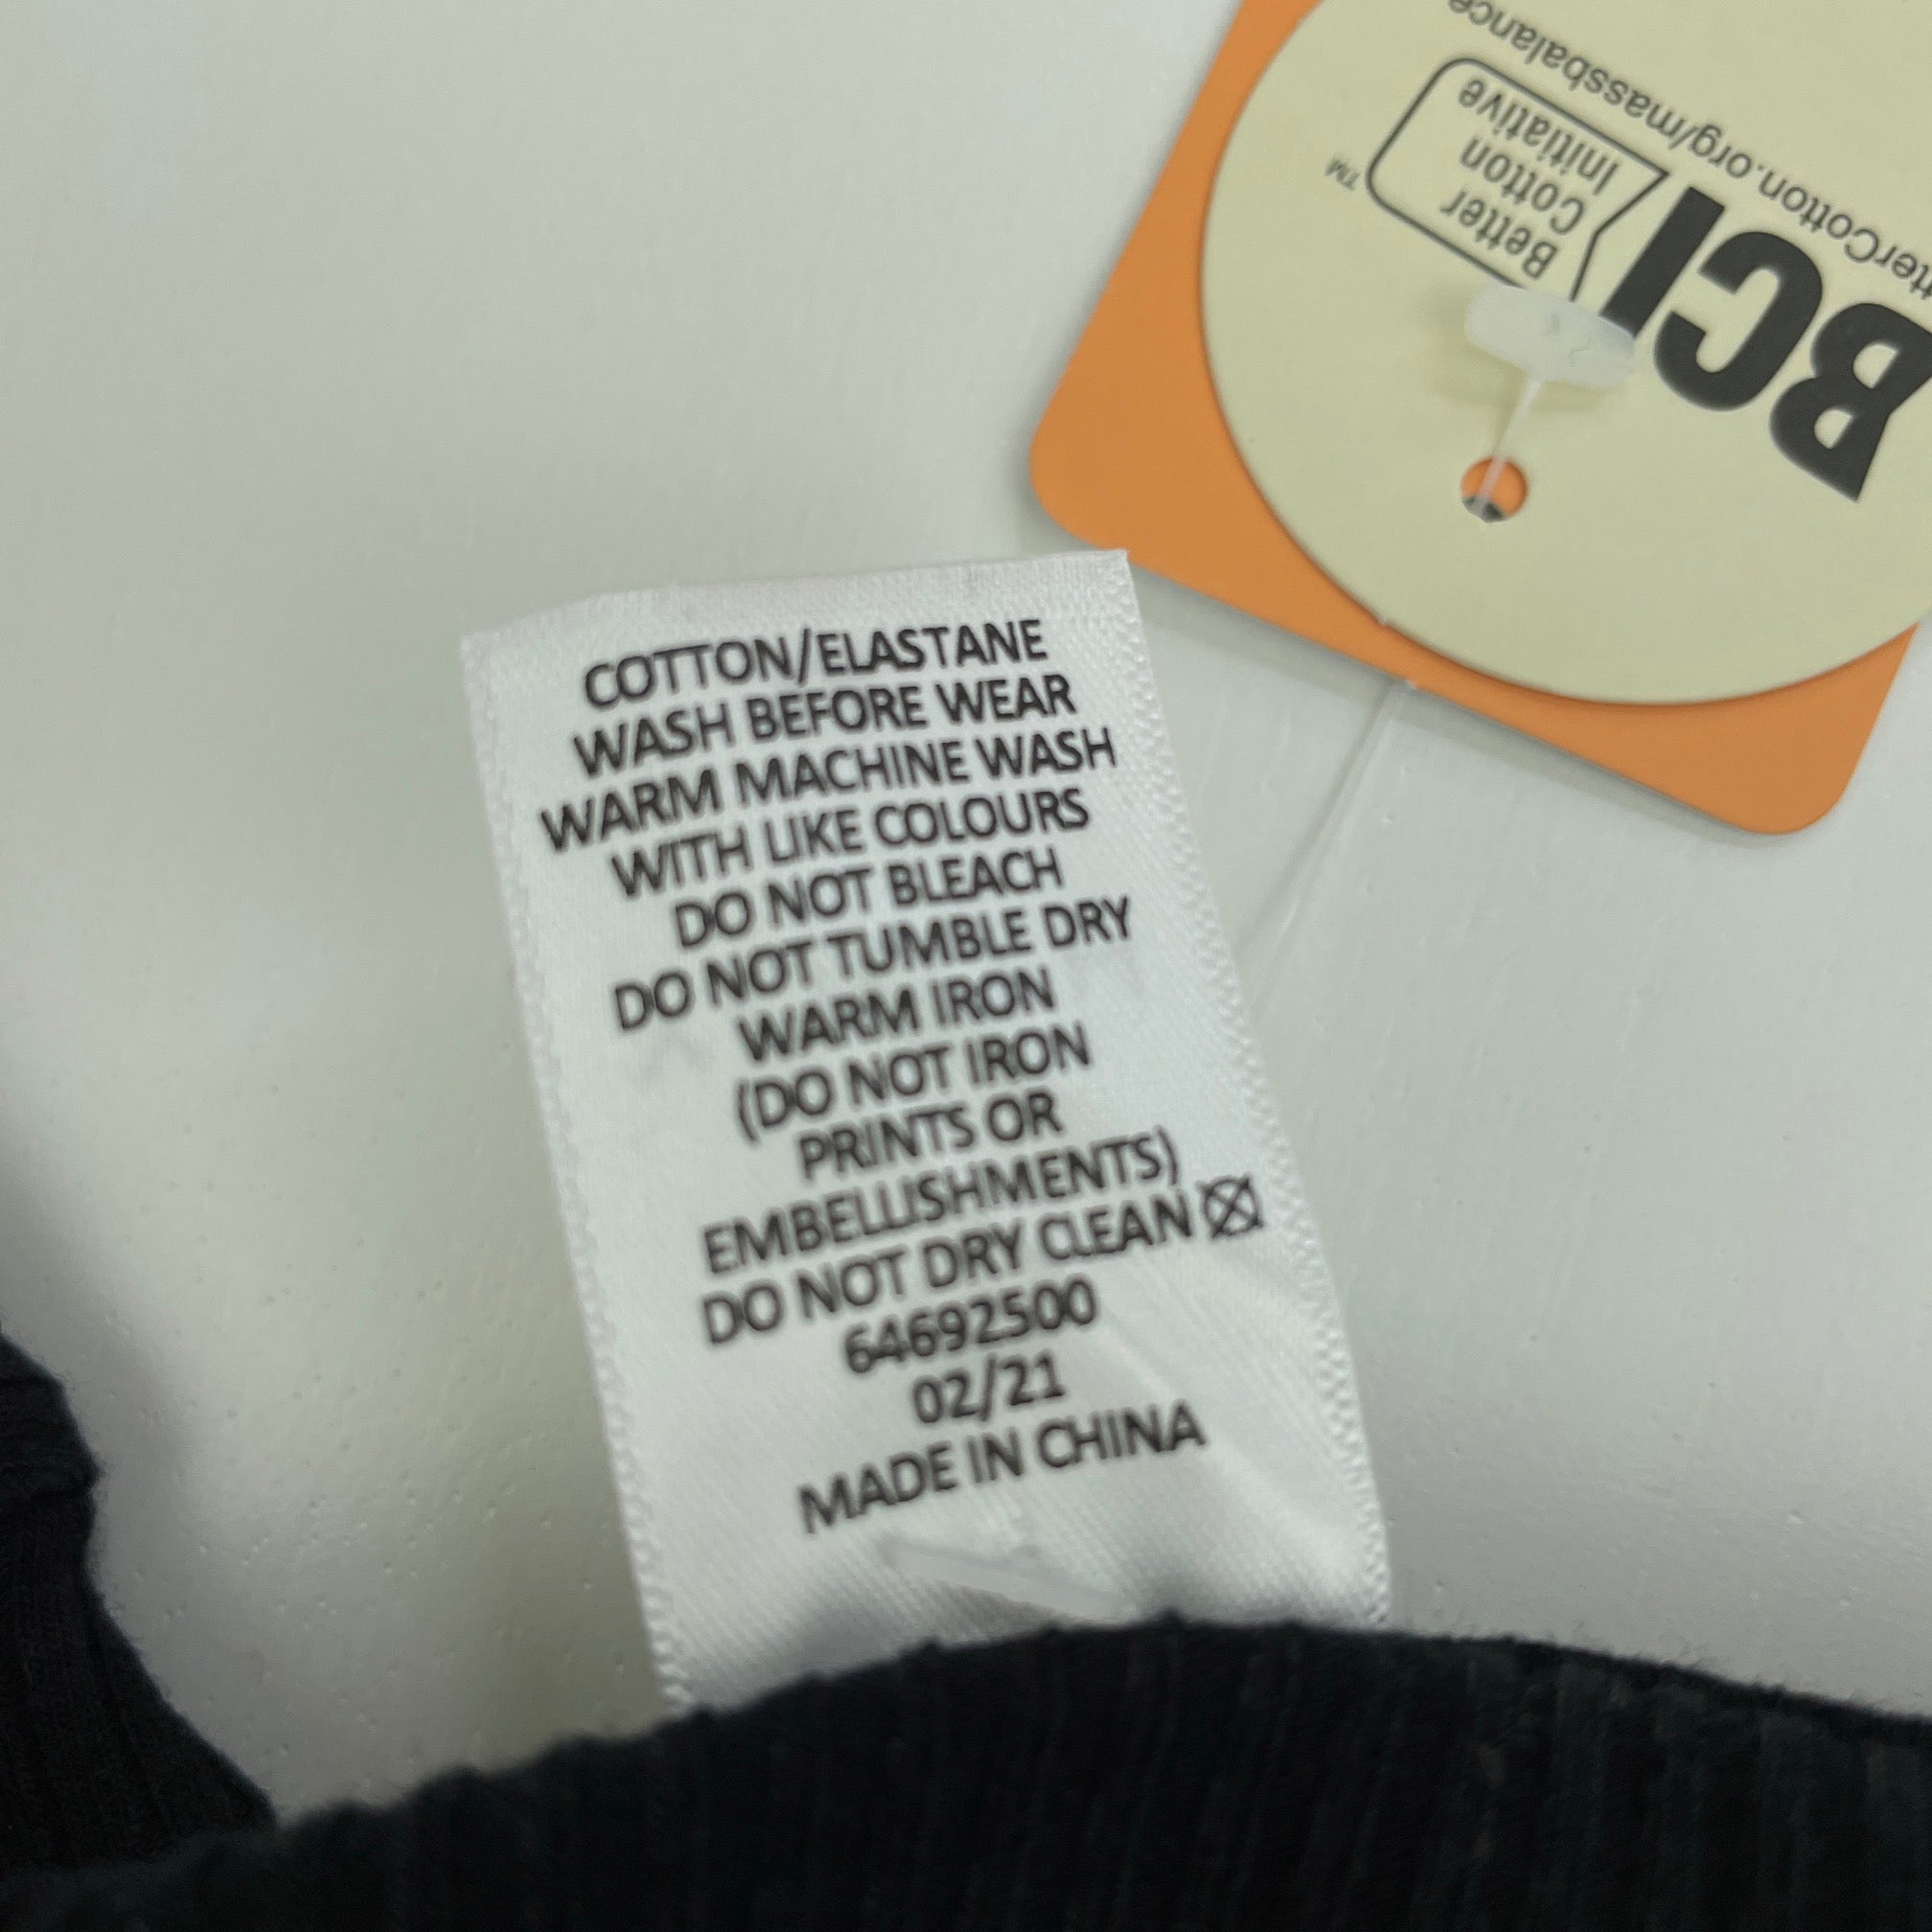 COTTON/ELASTANE
WASH BEFORE WEAR
WARM MACHINE WASH
WITH LIKE COLOURS
DO NOT BLEACH
DO NOT TUMBLE DRY
WARM IRON
(DO NOT IRON
PRINTS OR
EMBELLISHMENTS)
DO NOT DRY CLEAN
64692500
02/21
MADE IN CHINA
BCI
Better
Cotton
Initiative
TM
tterCotton.org/massbalance